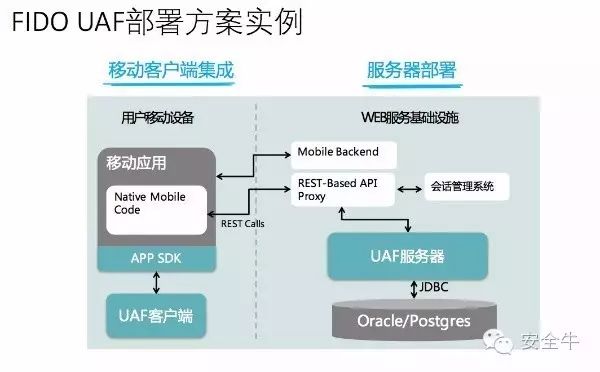 FIDO UAF部署方案实例
移动客户端集成
服务器部署
用户移动设备
WEB服务基础设施
移动应用
Native Mobile
Code
APP SDK
UAF客户端
REST Calls
Mobile Backend
REST-Based API
Proxy
会话管理系统
UAF服务器
JDBC
Oracle/Postgres
安全牛